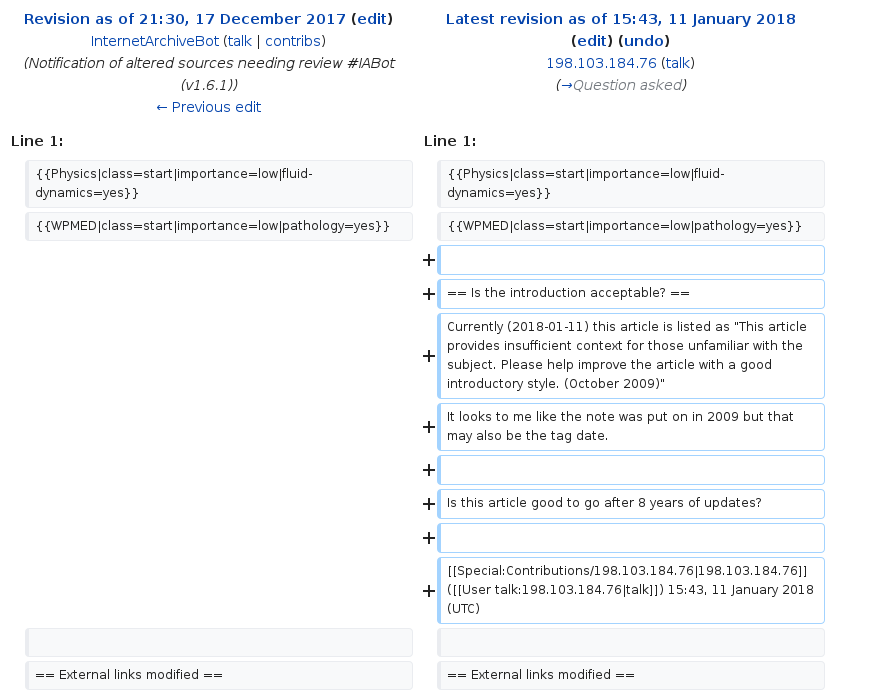 Revision as of 21:30, 17 December 2017 (edit)
InternetArchiveBot (talk | contribs)
(Notification of altered sources needing review #IABot
(v1.6.1))
← Previous edit
Latest revision as of 15:43, 11 January 2018
(edit) (undo)
198.103.184.76 (talk)
(→Question asked)
Line 1:
Line 1:
{{Physics|class=start|importance=low|fluid-
dynamics=yes}}
{{Physics|class=start|importance=low|fluid-
dynamics=yes}}
{{WPMED|class=start|importance=low|pathology=yes}}
{{WPMED|class=start|importance=low|pathology=yes}}
+
+ == Is the introduction acceptable? ==
Currently (2018-01-11) this article is listed as "This article
provides insufficient context for those unfamiliar with the
+ subject. Please help improve the article with a good
introductory style. (October 2009)"
+ It looks to me like the note was put on in 2009 but that
may also be the tag date.
+
+ Is this article good to go after 8 years of updates?
+
[[Special:Contributions/198.103.184.76|198.103.184.76]]
+ ([[User talk:198.103.184.76|talk]]) 15:43, 11 January 2018
(UTC)
== External links modified ==
== External links modified ==